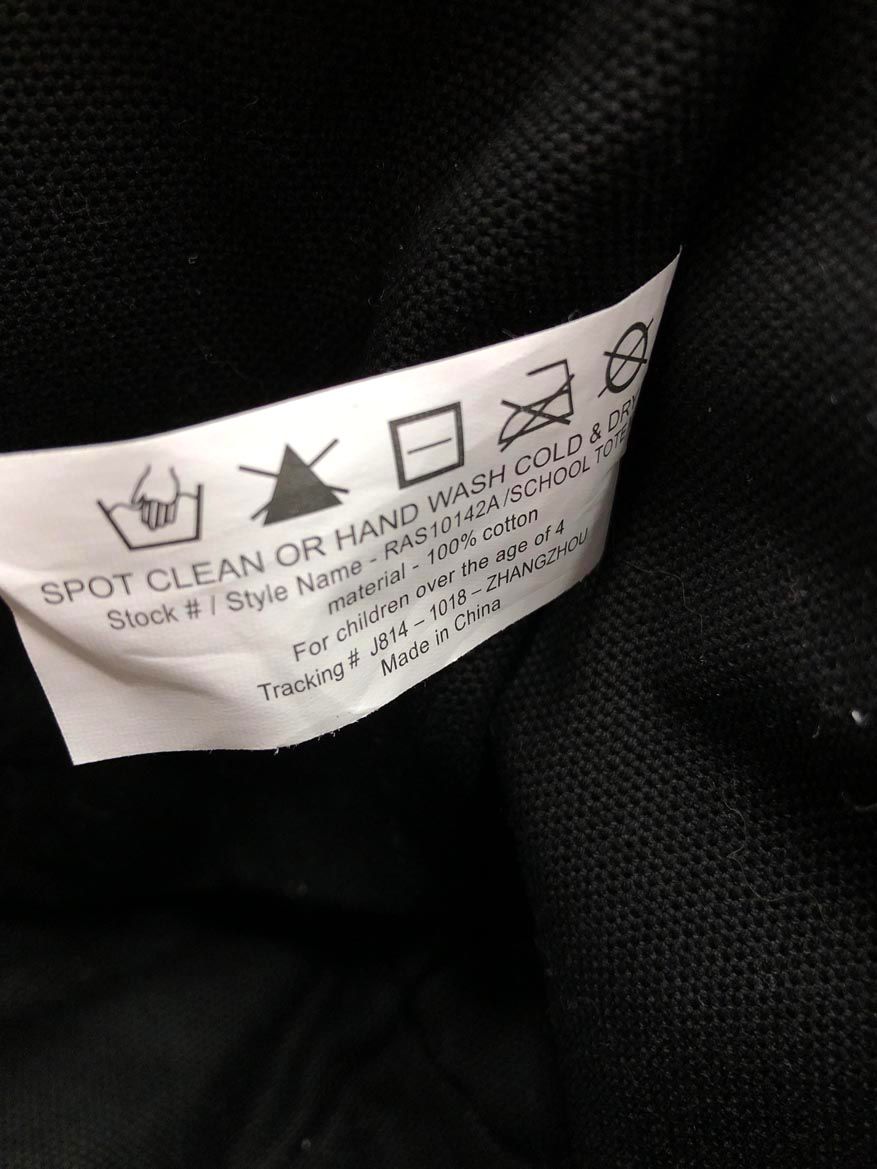 SPOT CLEAN OR HAND WASH COLD & DRY
Stock # / Style Name - RAS10142A /SCHOOL TOTE
material - 100% cotton
For children over the age of 4
Tracking# J814 – 1018 – ZHANGZHOU
Made in China